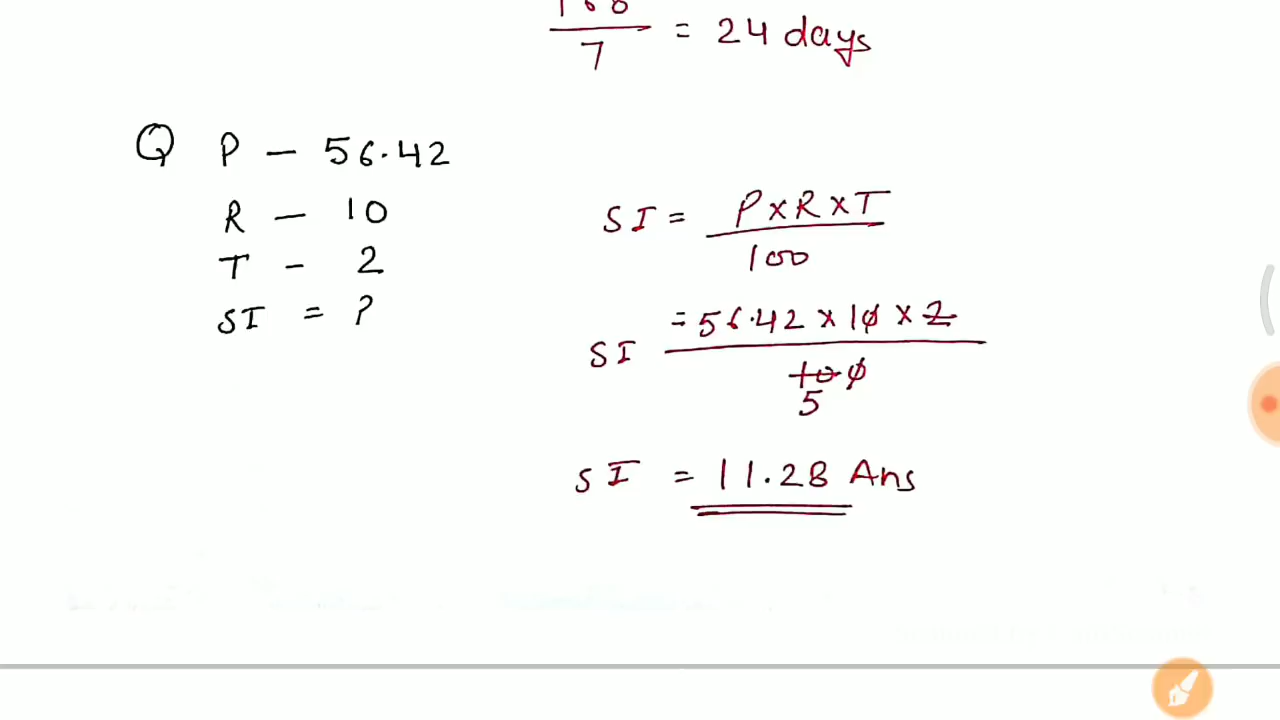 168
7 = 24 days
Q P – 56.42
R – 10
T – 2
SI = ?
SI = P×R×T
100
SI = 56.42 × 10 × 2
100
5
SI = 11.28 Ans